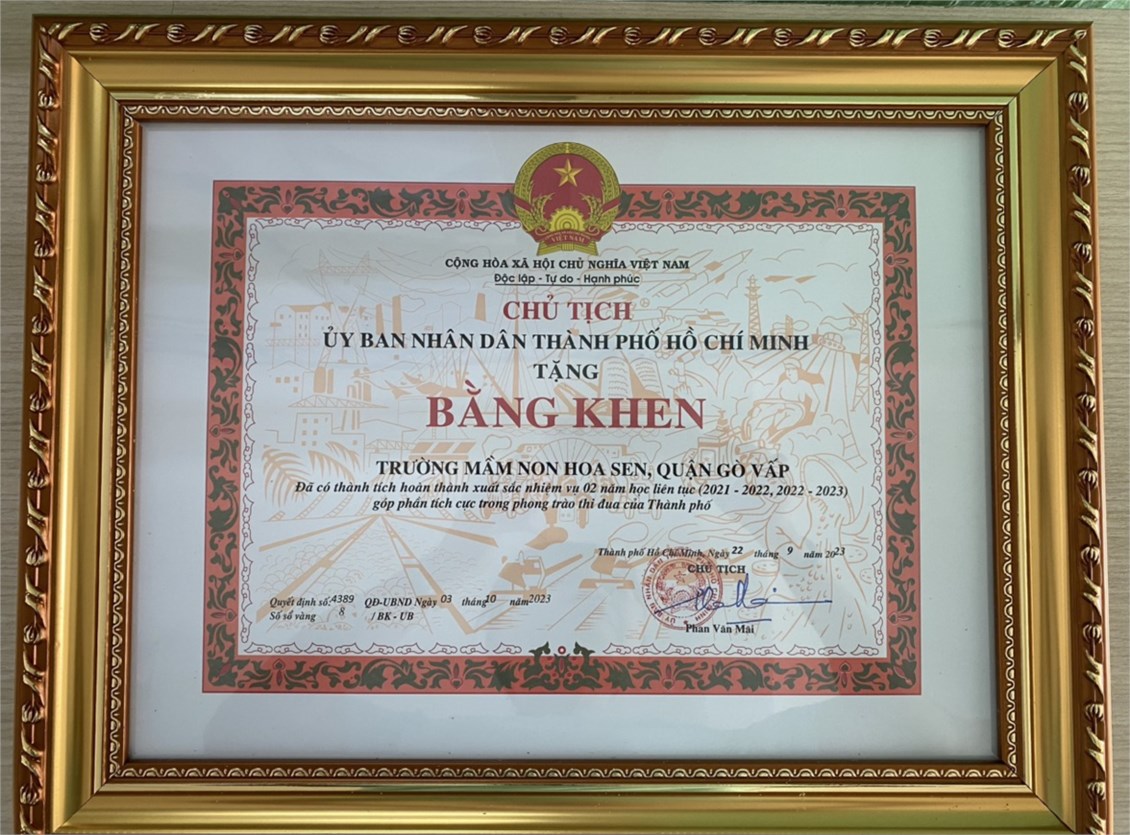 VIỆT NAM
CỘNG HÒA XÃ HỘI CHỦ NGHĨA VIỆT NAM
Độc lập - Tự do - Hạnh phúc
CHỦ TỊCH
ỦY BAN NHÂN DÂN THÀNH PHỐ HỒ CHÍ MINH
TẶNG
BẰNG KHEN
TRƯỜNG MẦM NON HOA SEN, QUẬN GÒ VẤP
Đã có thành tích hoàn thành xuất sắc nhiệm vụ 02 năm học liên tục (2021 - 2022, 2022 - 2023)
góp phần tích cực trong phong trào thi đua của Thành phố
Thành phố Hồ Chí Minh, Ngày 22 tháng 9 năm 2023
CHỦ TỊCH
Phan Văn Mãi
Quyết định số: 4389 QĐ-UBND Ngày 03 tháng 10 năm 2023
Số sổ vàng 8 / BK - UB